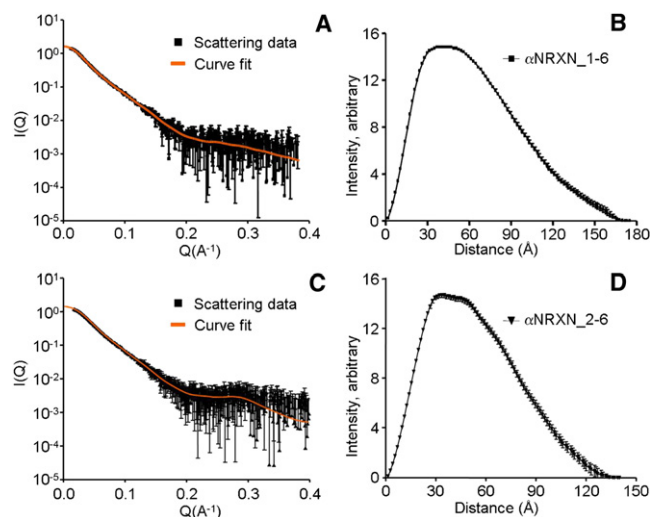 A
10¹
10⁰
10⁻¹
10⁻²
10⁻³
10⁻⁴
10⁻⁵
I(Q)
Scattering data
Curve fit
0.0 0.1 0.2 0.3 0.4
Q(A⁻¹)
B
16
12
8
4
0
Intensity, arbitrary
αNRXN_1-6
0 30 60 90 120 150 180
Distance (Å)
C
10¹
10⁰
10⁻¹
10⁻²
10⁻³
10⁻⁴
10⁻⁵
I(Q)
Scattering data
Curve fit
0.0 0.1 0.2 0.3 0.4
Q(A⁻¹)
D
16
12
8
4
0
Intensity, arbitrary
αNRXN_2-6
0 30 60 90 120 150
Distance (Å)